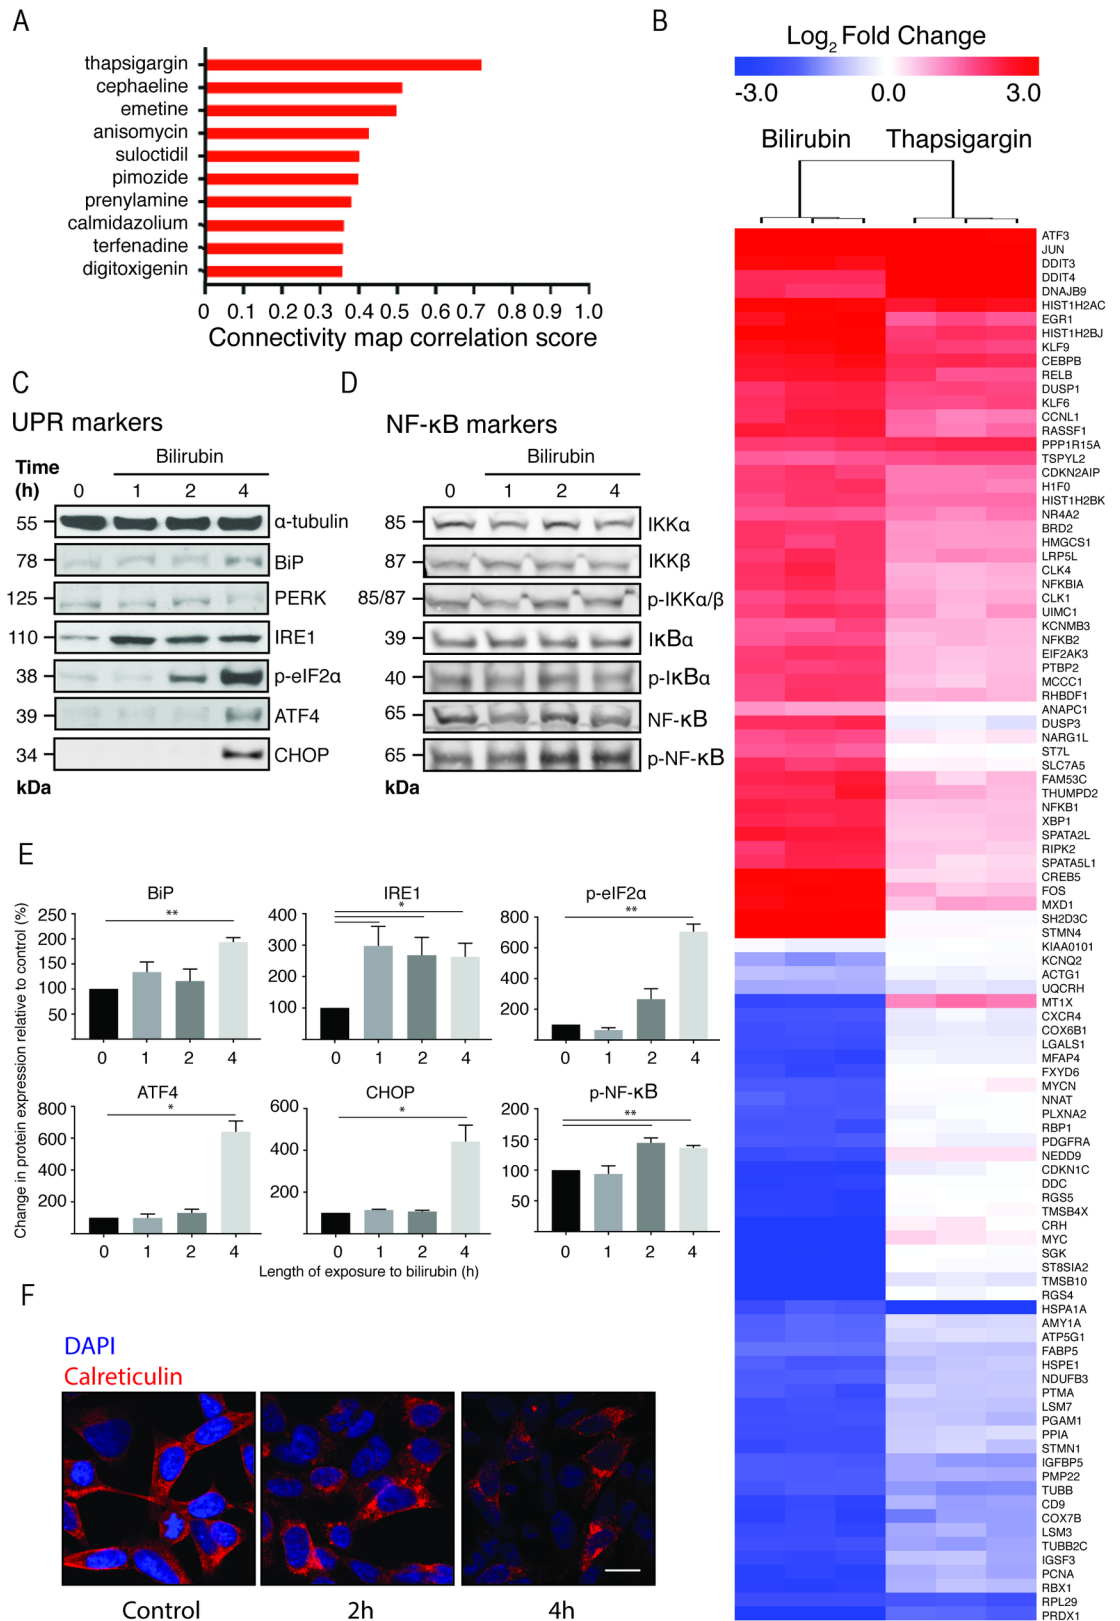 A
thapsigargin
cephaeline
emetine
anisomycin
suloctidil
pimozide
prenylamine
calmidazolium
terfenadine
digitoxigenin
0 0.1 0.2 0.3 0.4 0.5 0.6 0.7 0.8 0.9 1.0
Connectivity map correlation score
B
Log2 Fold Change
-3.0 0.0 3.0
Bilirubin Thapsigargin
ATF3
JUN
DDIT3
DDIT4
DNAJB9
HIST1H2AC
EGR1
HIST1H2BJ
KLF9
CEBPB
RELB
DUSP1
KLF6
CCNL1
RASSF1
PPP1R15A
TSPYL2
CDKN2AIP
H1F0
HIST1H2BK
NR4A2
BRD2
HMGCS1
LRP5L
CLK4
NFKBIA
CLK1
UIMC1
KCNMB3
NFKB2
EIF2AK3
PTBP2
MCCC1
RHBDF1
ANAPC1
DUSP3
NARG1L
ST7L
SLC7A5
FAM53C
THUMPD2
NFKB1
XBP1
SPATA2L
RIPK2
SPATA5L1
CREB5
FOS
MXD1
SH2D3C
STMN4
KIAA0101
KCNQ2
ACTG1
UQCRH
MT1X
CXCR4
COX6B1
LGALS1
MFAP4
FXYD6
MYCN
NNAT
PLXNA2
RBP1
PDGFRA
NEDD9
CDKN1C
DDC
RGS5
TMSB4X
CRH
MYC
SGK
ST8SIA2
TMSB10
RGS4
HSPA1A
AMY1A
ATP5G1
FABP5
HSPE1
NDUFB3
PTMA
LSM7
PGAM1
PPIA
STMN1
IGFBP5
PMP22
TUBB
CD9
COX7B
LSM3
TUBB2C
IGSF3
PCNA
RBX1
RPL29
PRDX1
C
UPR markers
Bilirubin
Time
(h) 0 1 2 4
55 α-tubulin
78 BiP
125 PERK
110 IRE1
38 p-eIF2α
39 ATF4
34 CHOP
kDa
D
NF-κB markers
Bilirubin
0 1 2 4
85 IKKα
87 IKKβ
85/87 p-IKKα/β
39 IκBα
40 p-IκBα
65 NF-κB
65 p-NF-κB
kDa
E
Change in protein expression relative to control (%)
BiP
250
200
150
100
50
**
0 1 2 4
IRE1
400
300
200
100
*
0 1 2 4
p-eIF2α
800
600
400
200
**
0 1 2 4
ATF4
800
600
400
200
*
0 1 2 4
CHOP
600
400
200
*
0 1 2 4
p-NF-κB
200
150
100
50
0
**
0 1 2 4
Length of exposure to bilirubin (h)
F
DAPI
Calreticulin
Control 2h 4h